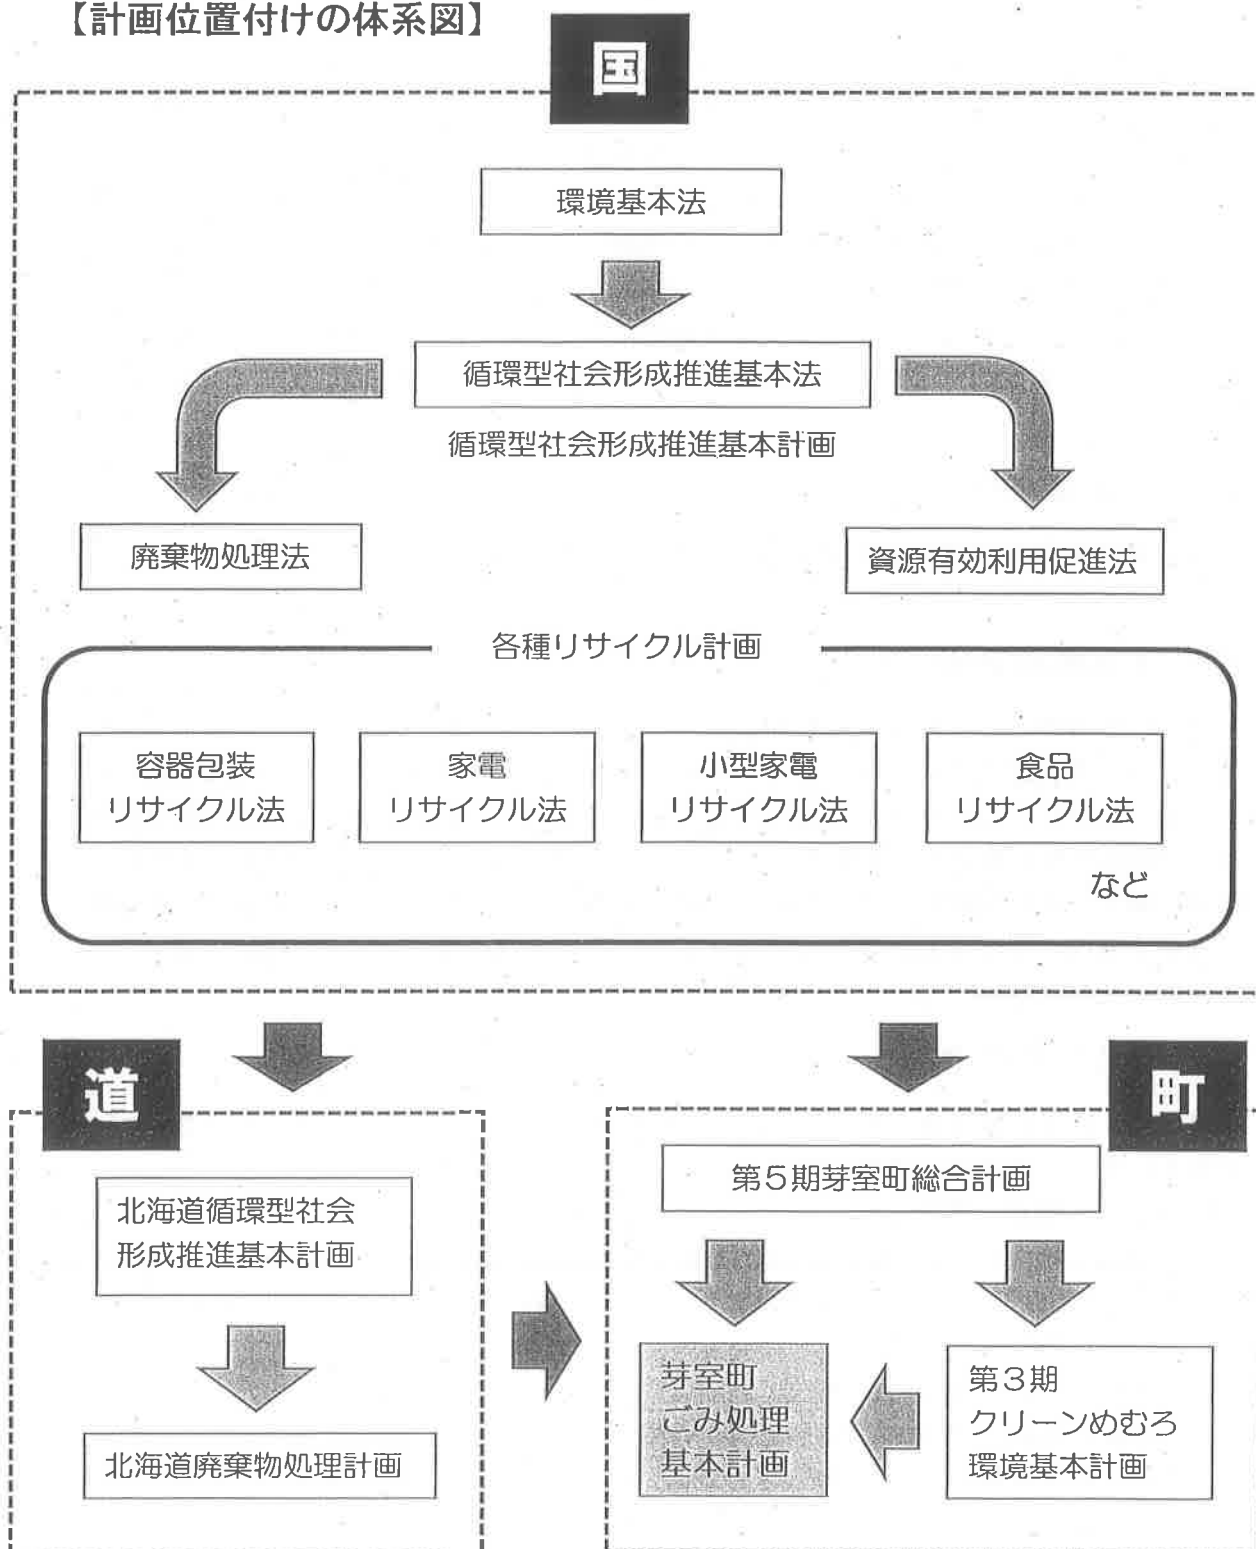 【計画位置付けの体系図】
国
環境基本法
循環型社会形成推進基本法
循環型社会形成推進基本計画
廃棄物処理法
資源有効利用促進法
各種リサイクル計画
容器包装
リサイクル法
家電
リサイクル法
小型家電
リサイクル法
食品
リサイクル法
など
道
北海道循環型社会
形成推進基本計画
北海道廃棄物処理計画
町
第5期芽室町総合計画
芽室町
ごみ処理
基本計画
第3期
クリーンめむろ
環境基本計画